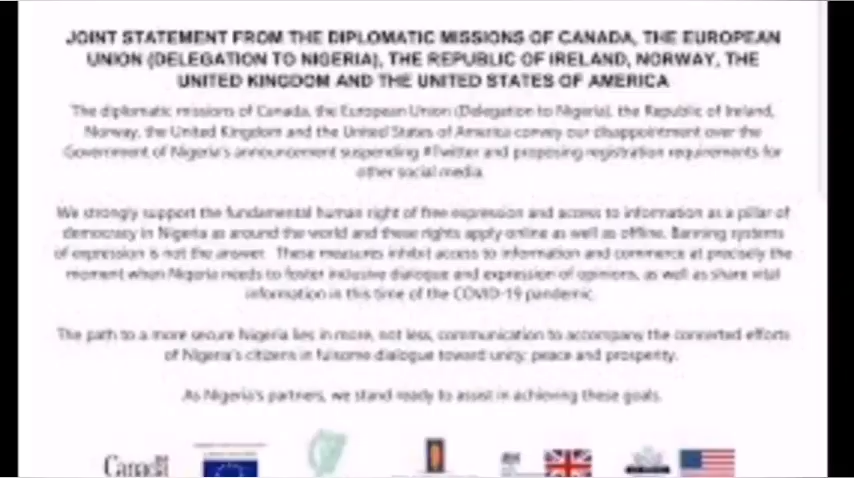 JOINT STATEMENT FROM THE DIPLOMATIC MISSIONS OF CANADA, THE EUROPEAN
UNION (DELEGATION TO NIGERIA), THE REPUBLIC OF IRELAND, NORWAY, THE
UNITED KINGDOM AND THE UNITED STATES OF AMERICA
The diplomatic missions of Canada, the European Union (Delegation to Nigeria), the Republic of Ireland,
Norway, the United Kingdom and the United States of America convey our disappointment over the
Government of Nigeria's announcement suspending #Twitter and proposing registration requirements for
other social media.
We strongly support the fundamental human right of free expression and access to information as a pillar of
democracy in Nigeria as around the world and these rights apply online as well as offline. Banning systems
of expression is not the answer. These measures inhibit access to information and commerce at precisely the
moment when Nigeria needs to foster inclusive dialogue and expression of opinions, as well as share vital
information in this time of the COVID-19 pandemic.
The path to a more secure Nigeria lies in more, not less, communication to accompany the concerted efforts
of Nigeria's citizens in fulsome dialogue toward unity, peace and prosperity.
As Nigeria's partners, we stand ready to assist in achieving these goals.
Canada